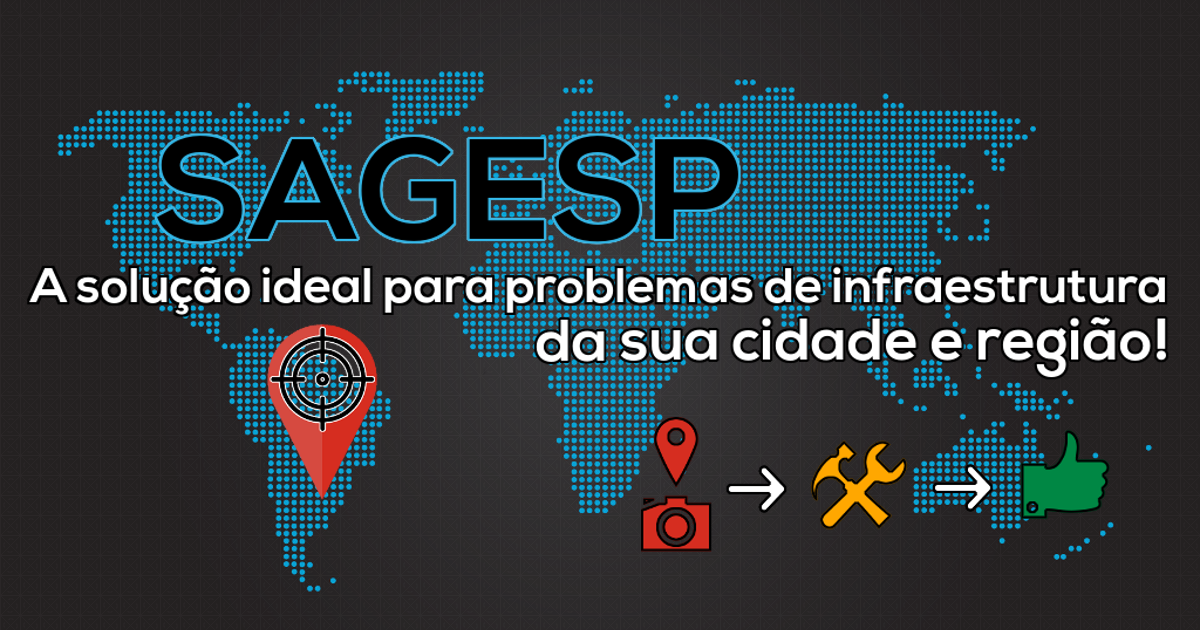 SAGESP
A solução ideal para problemas de infraestrutura
da sua cidade e região!